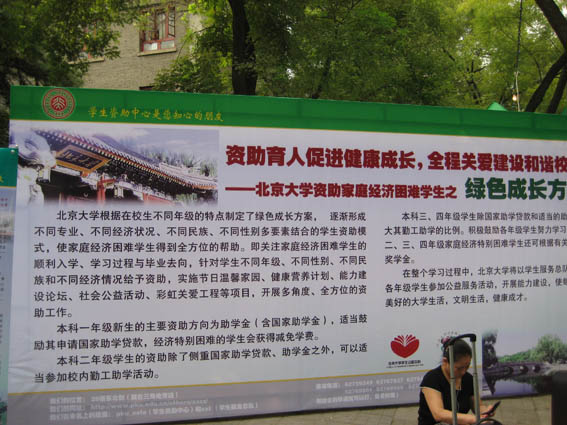 学生资助中心是您知心的朋友
资助育人促进健康成长，全程关爱建设和谐校
——北京大学资助家庭经济困难学生之 绿色成长方
北京大学根据在校生不同年级的特点制定了绿色成长方案，逐渐形成
不同专业、不同经济状况、不同民族、不同性别多要素结合的学生资助模
式，使家庭经济困难学生得到全方位的帮助。即关注家庭经济困难学生的
顺利入学、学习过程与毕业去向，针对学生不同年级、性别性别、不同民
族和不同经济情况给予资助，实施节日温馨家园、健康营养计划、能力建
设论坛、社会公益活动、彩虹关爱工程等项目，开展多角度、全方位的资
助工作。
本科一年级新生的主要资助方向为助学金（含国家助学金），适当鼓
励其申请国家助学贷款，经济特别困难的学生会获得减免学费。
本科二年级学生的资助除了侧重国家助学贷款、助学金之外，可以适
当参加校内勤工助学活动。
本科三、四年级学生除国家助学贷款和适当的助
大其勤工助学的比例。积极鼓励各年级学生努力学习
二、三、四年级家庭经济特别困难学生还可根据有关
奖学金。
在整个学习过程中，北京大学将以学生服务总队
各年级学生参加公益服务活动，开展能力建设，使
美好的大学生活，文明生活，健康成才。